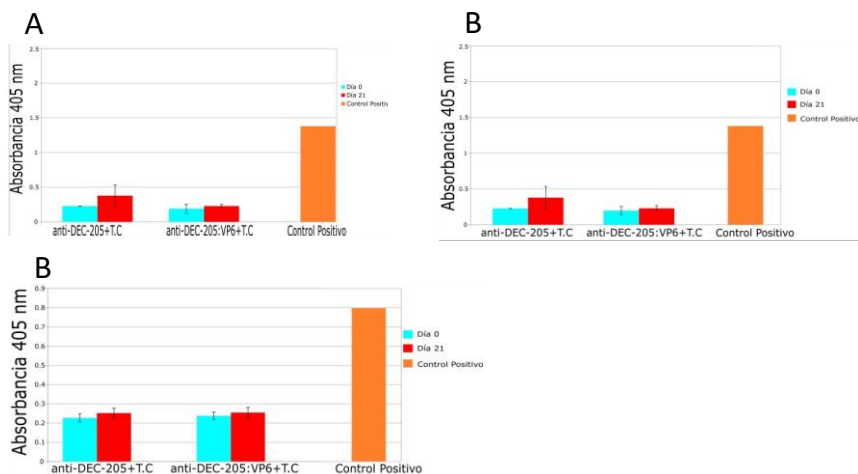 A
Absorbancia 405 nm
2.5
2
1.5
1
0.5
0
Día 0
Día 21
Control Positivo
anti-DEC-205+T.C anti-DEC-205:VP6+T.C Control Positivo
B
Absorbancia 405 nm
2.5
2
1.5
1
0.5
0
Día 0
Día 21
Control Positivo
anti-DEC-205+T.C anti-DEC-205:VP6+T.C Control Positivo
B
Absorbancia 405 nm
0.9
0.8
0.7
0.6
0.5
0.4
0.3
0.2
0.1
0
Día 0
Día 21
Control Positivo
anti-DEC-205+T.C anti-DEC-205:VP6+T.C Control Positivo